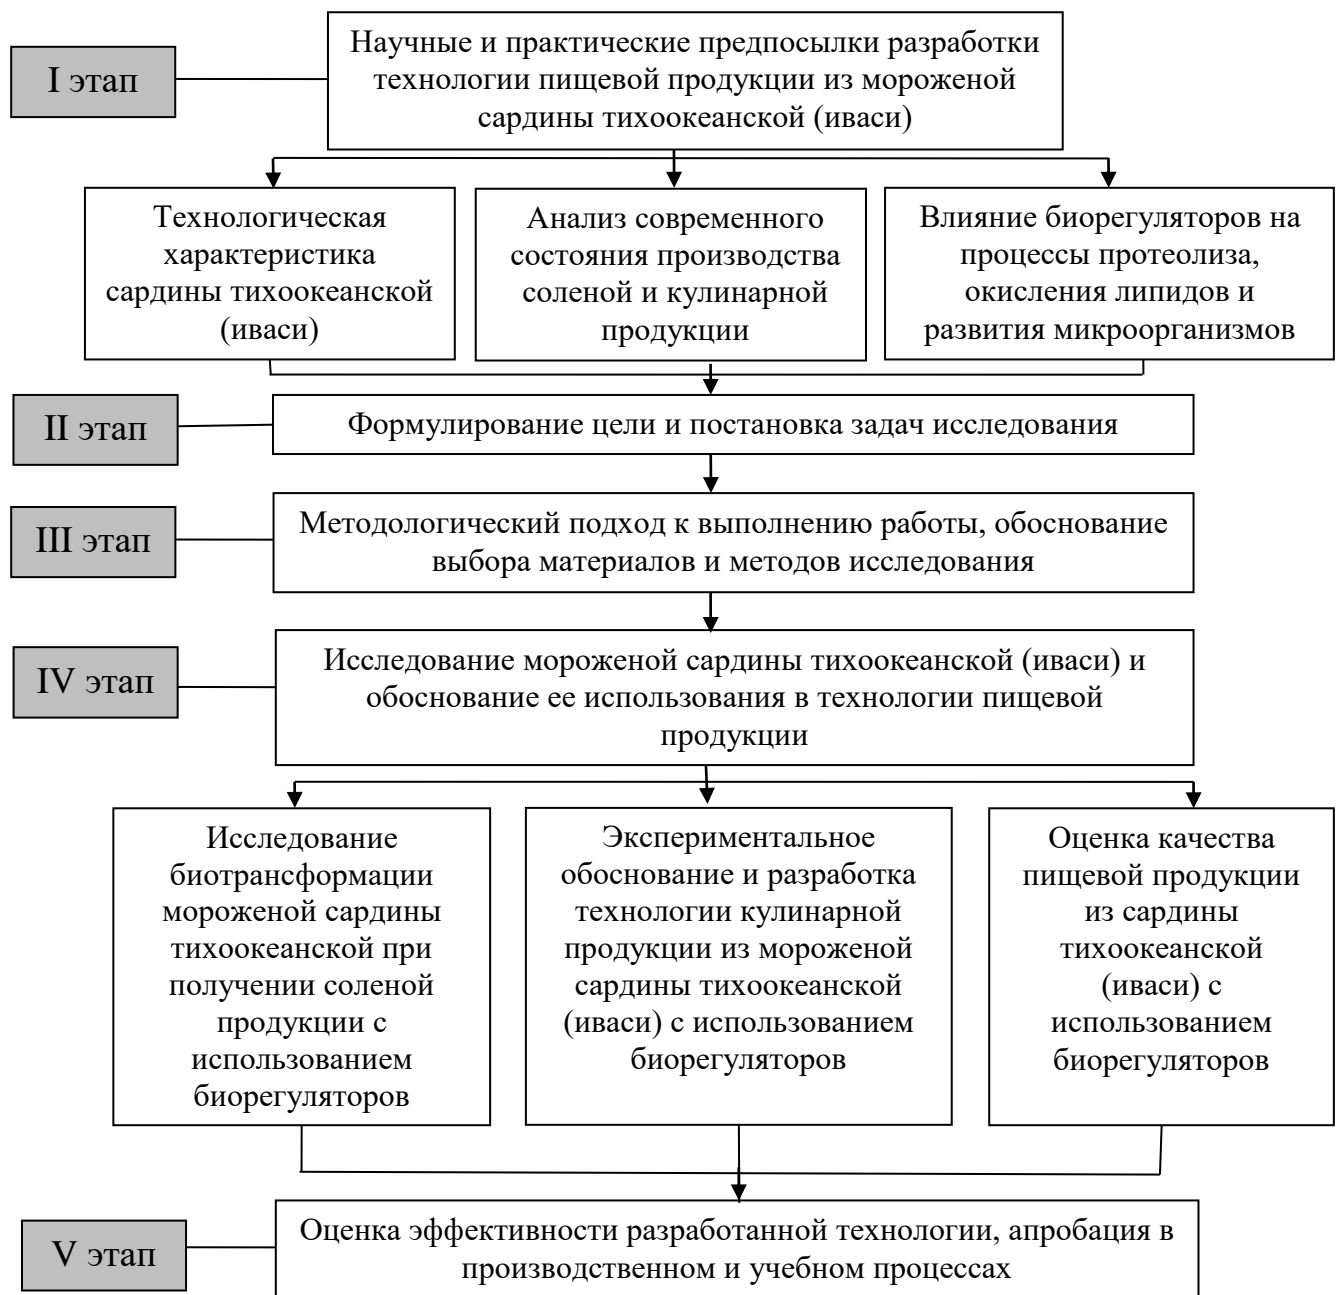 I этап
Научные и практические предпосылки разработки
технологии пищевой продукции из мороженой
сардины тихоокеанской (иваси)
Технологическая
характеристика
сардины тихоокеанской
(иваси)
Анализ современного
состояния производства
соленой и кулинарной
продукции
Влияние биорегуляторов на
процессы протеолиза,
окисления липидов и
развития микроорганизмов
II этап
Формулирование цели и постановка задач исследования
III этап
Методологический подход к выполнению работы, обоснование
выбора материалов и методов исследования
IV этап
Исследование мороженой сардины тихоокеанской (иваси) и
обоснование ее использования в технологии пищевой
продукции
Исследование
биотрансформации
мороженой сардины
тихоокеанской при
получении соленой
продукции с
использованием
биорегуляторов
Экспериментальное
обоснование и разработка
технологии кулинарной
продукции из мороженой
сардины тихоокеанской
(иваси) с использованием
биорегуляторов
Оценка качества
пищевой продукции
из сардины
тихоокеанской
(иваси) с
использованием
биорегуляторов
V этап
Оценка эффективности разработанной технологии, апробация в
производственном и учебном процессах